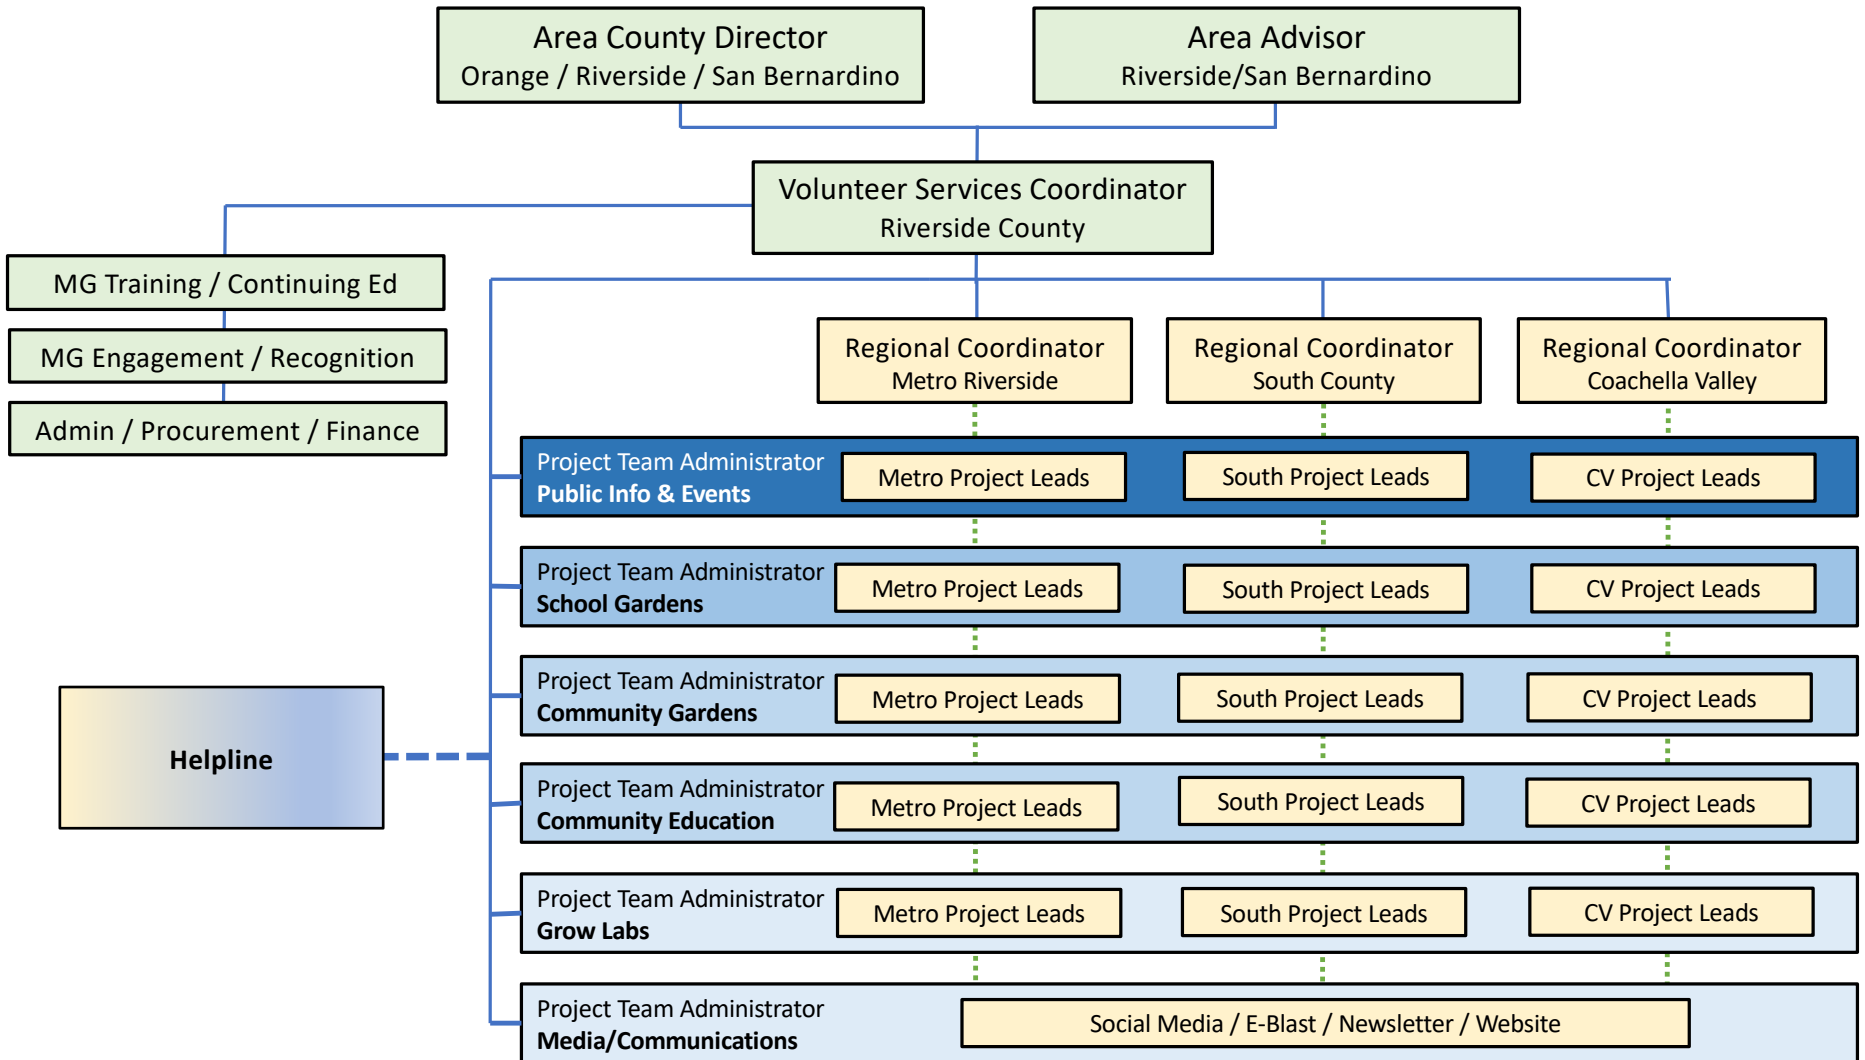 Area County Director
Orange / Riverside / San Bernardino
Area Advisor
Riverside/San Bernardino
Volunteer Services Coordinator
Riverside County
MG Training / Continuing Ed
MG Engagement / Recognition
Admin / Procurement / Finance
Regional Coordinator
Metro Riverside
Regional Coordinator
South County
Regional Coordinator
Coachella Valley
Project Team Administrator
Public Info & Events
Metro Project Leads
South Project Leads
CV Project Leads
Project Team Administrator
School Gardens
Metro Project Leads
South Project Leads
CV Project Leads
Project Team Administrator
Community Gardens
Metro Project Leads
South Project Leads
CV Project Leads
Helpline
Project Team Administrator
Community Education
Metro Project Leads
South Project Leads
CV Project Leads
Project Team Administrator
Grow Labs
Metro Project Leads
South Project Leads
CV Project Leads
Project Team Administrator
Media/Communications
Social Media / E-Blast / Newsletter / Website